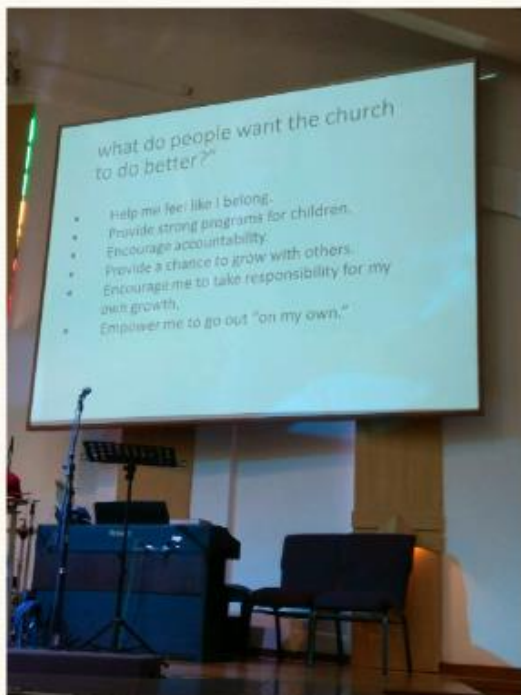 what do people want the church
to do better?"
• Help me feel like I belong.
• Provide strong programs for children.
• Encourage accountability
• Provide a chance to grow with others.
• Encourage me to take responsibility for my
own growth.
• Empower me to go out "on my own."